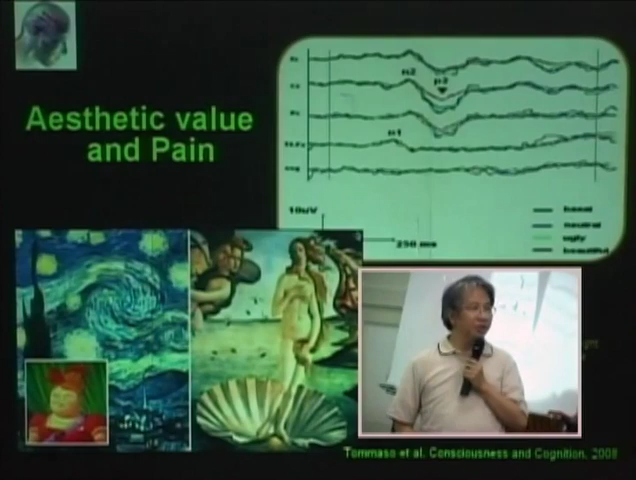 Aesthetic value
and Pain
n2
p2
n1
10uV
250 ms
basal
neutral
ugly
beautiful
Tommaso et al. Consciousness and Cognition. 2008